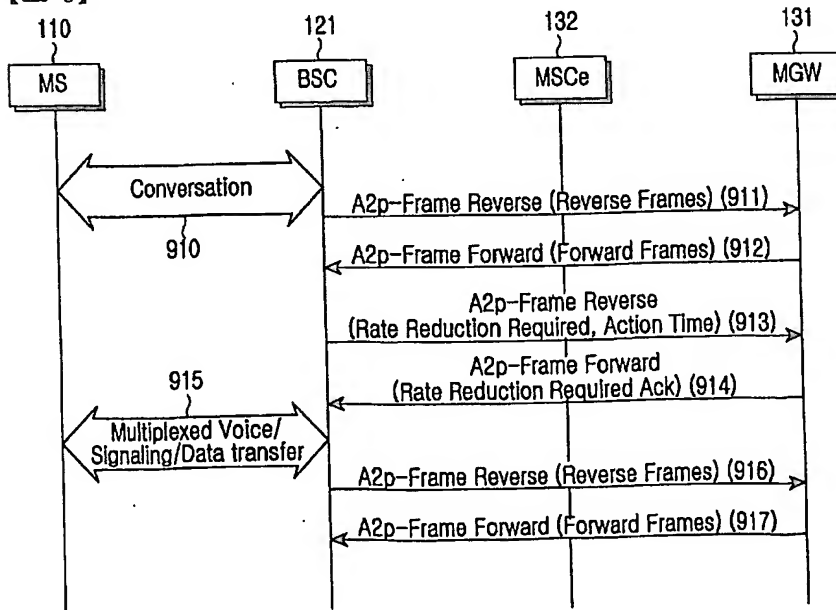 110
121
132
131
MS
BSC
MSCe
MGW
Conversation
910
A2p-Frame Reverse (Reverse Frames) (911)
A2p-Frame Forward (Forward Frames) (912)
A2p-Frame Reverse
(Rate Reduction Required, Action Time) (913)
A2p-Frame Forward
(Rate Reduction Required Ack) (914)
915
Multiplexed Voice/
Signaling/Data transfer
A2p-Frame Reverse (Reverse Frames) (916)
A2p-Frame Forward (Forward Frames) (917)